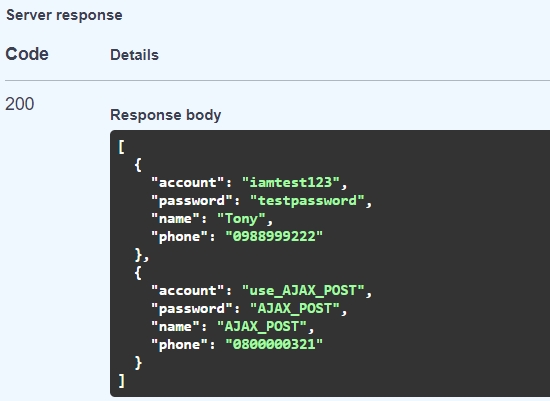 Server response
Code Details
200
Response body
[
{
"account": "iamtest123",
"password": "testpassword",
"name": "Tony",
"phone": "0988999222"
},
{
"account": "use_AJAX_POST",
"password": "AJAX_POST",
"name": "AJAX_POST",
"phone": "0800000321"
}
]